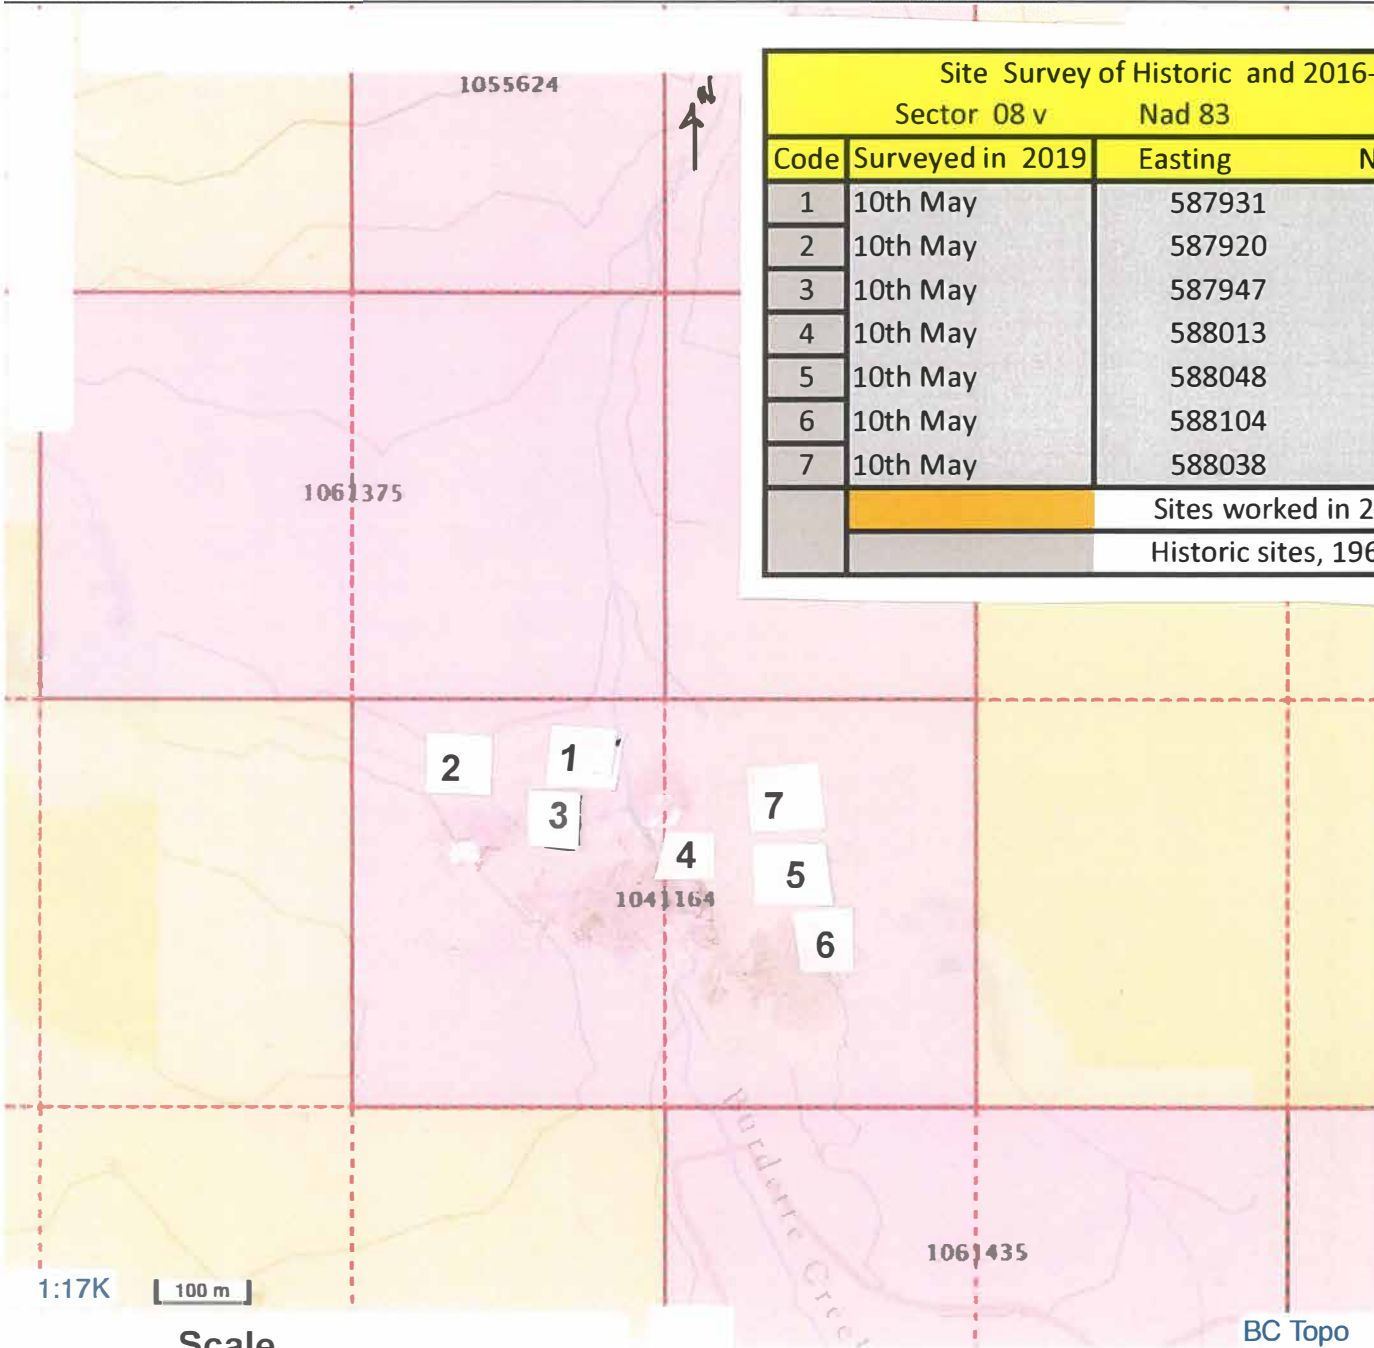 1055624
N
Site Survey of Historic and 2016-
Sector 08 v Nad 83
Code Surveyed in 2019 Easting N
1 10th May 587931
2 10th May 587920
3 10th May 587947
4 10th May 588013
5 10th May 588048
6 10th May 588104
7 10th May 588038
Sites worked in 2
Historic sites, 196
1061375
2
1
3
7
4
5
1041164
6
Burdette Creek
1061435
1:17K
100 m
Scale
BC Topo